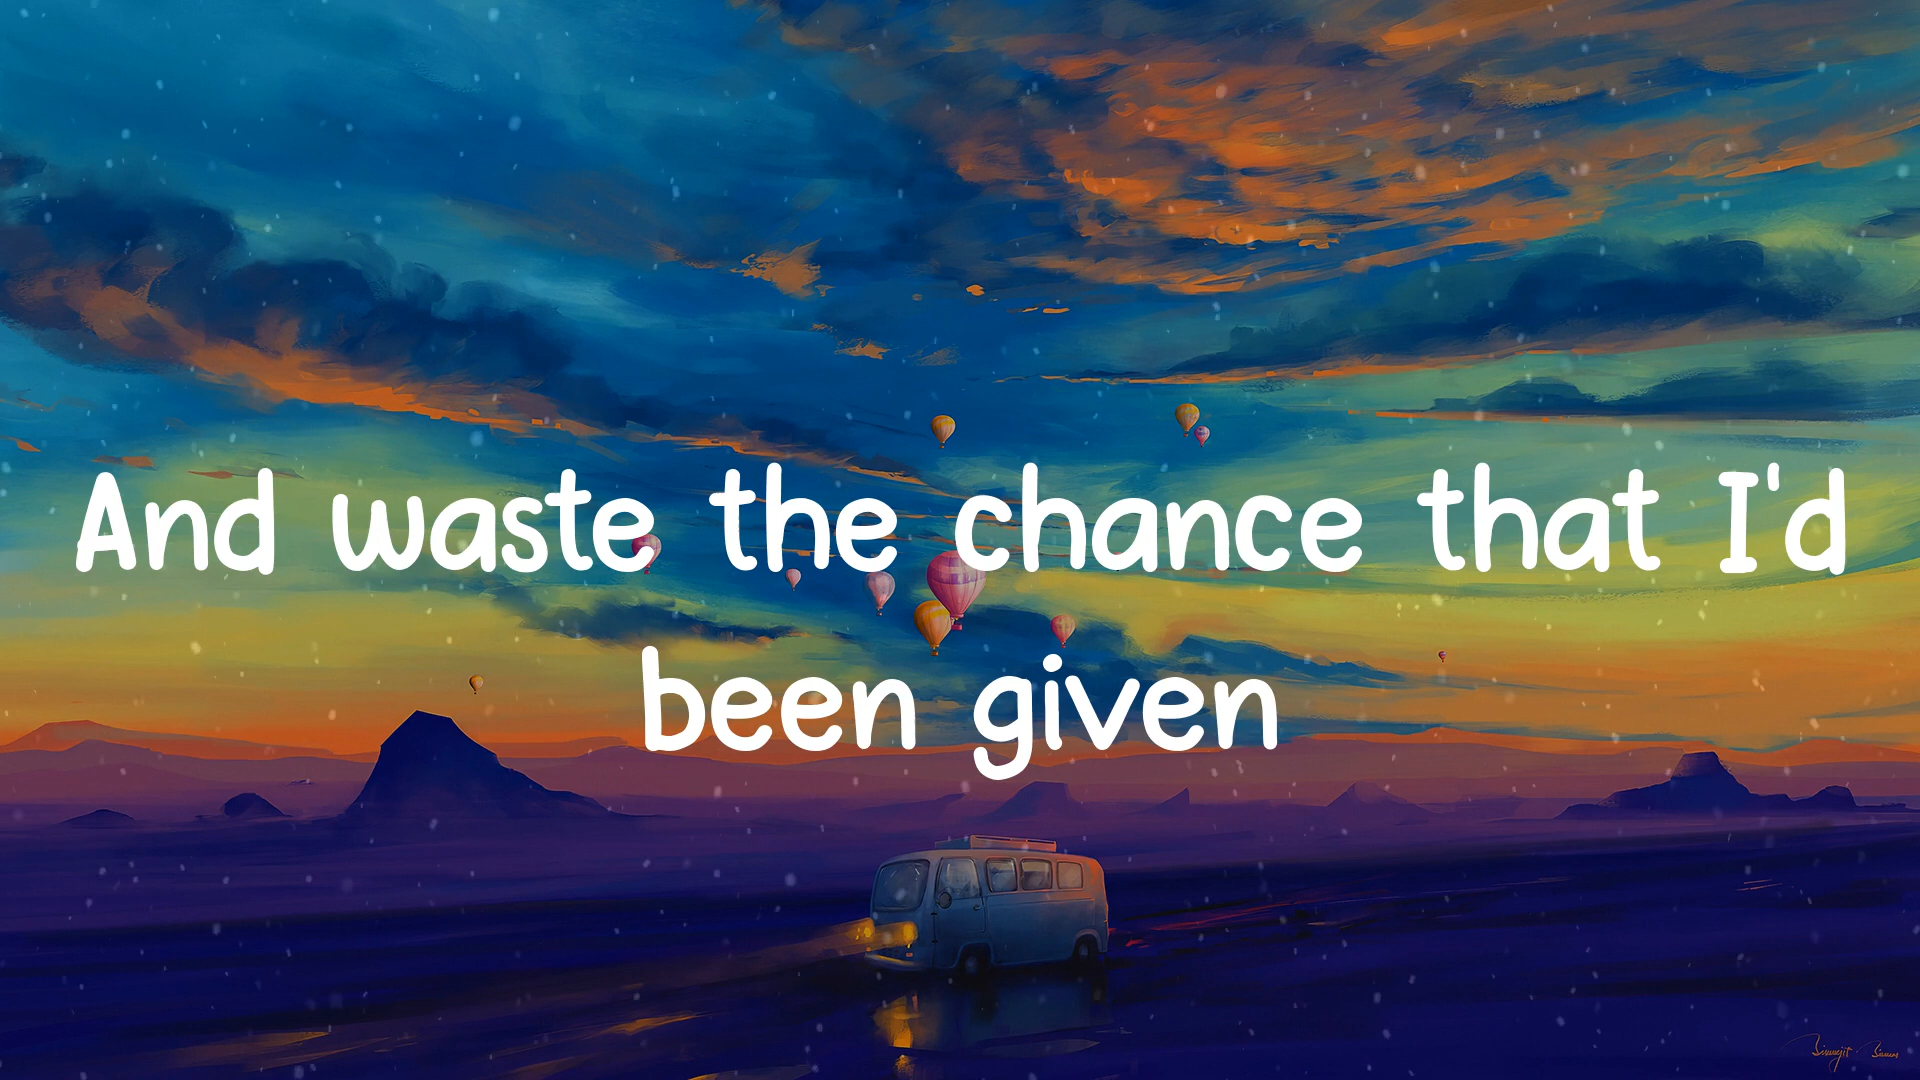 And waste the chance that I'd
been given